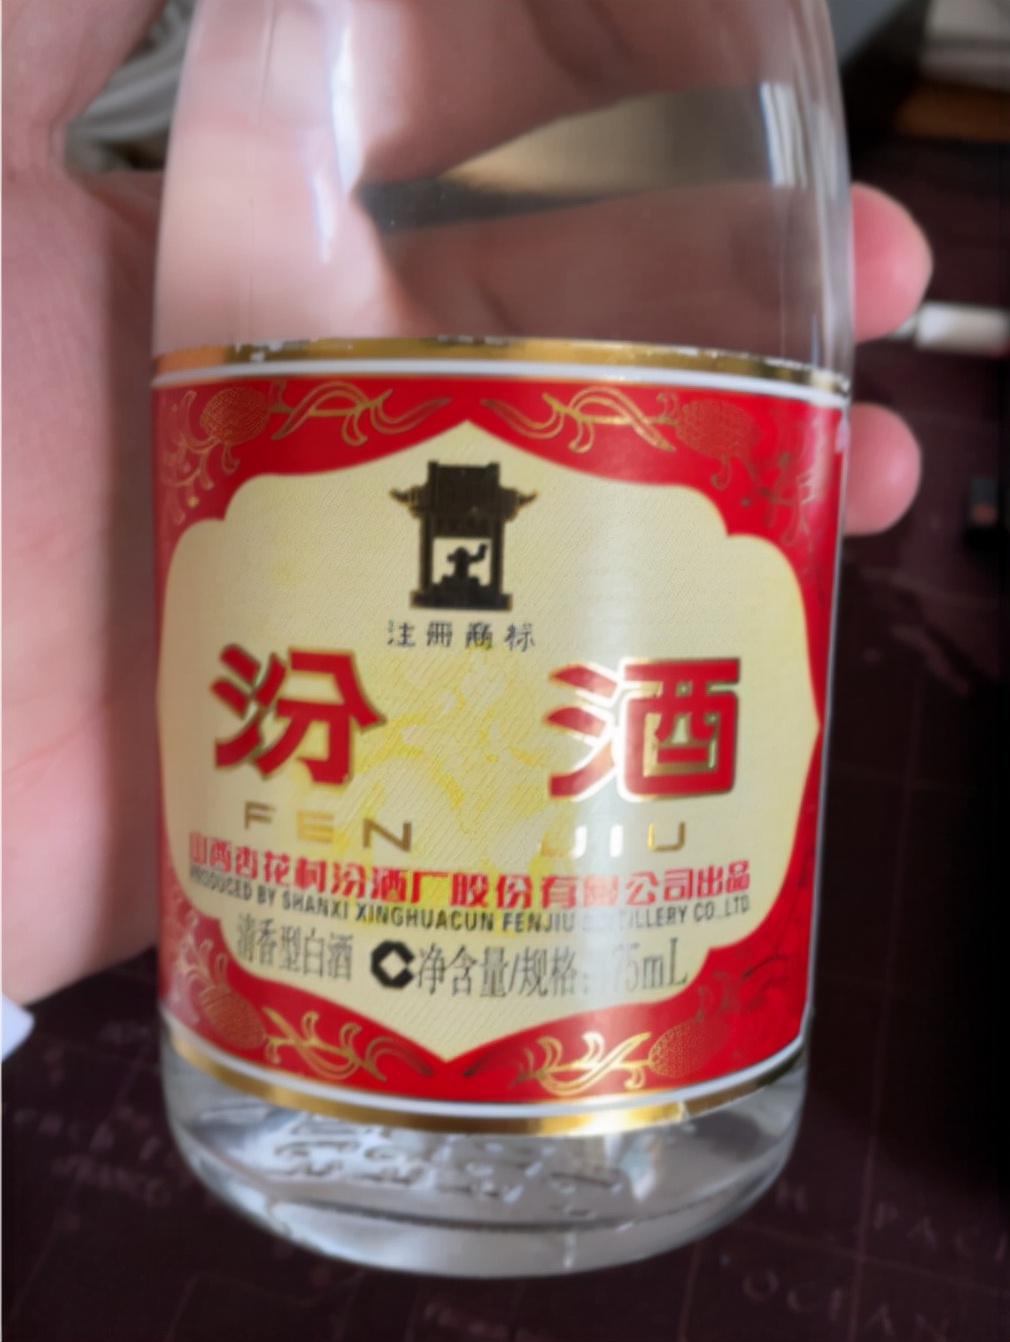 注册商标
汾 酒
FEN JIU
山西杏花村汾酒厂股份有限公司出品
PRODUCED BY SHANXI XINGHUACUN FENJIU DISTILLERY CO.,LTD
清香型白酒 净含量/规格: